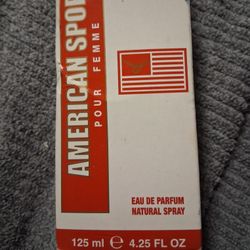 AMERICAN SPOR
POUR FEMME
EAU DE PARFUM
NATURAL SPRAY
125 ml ℮ 4.25 FL OZ